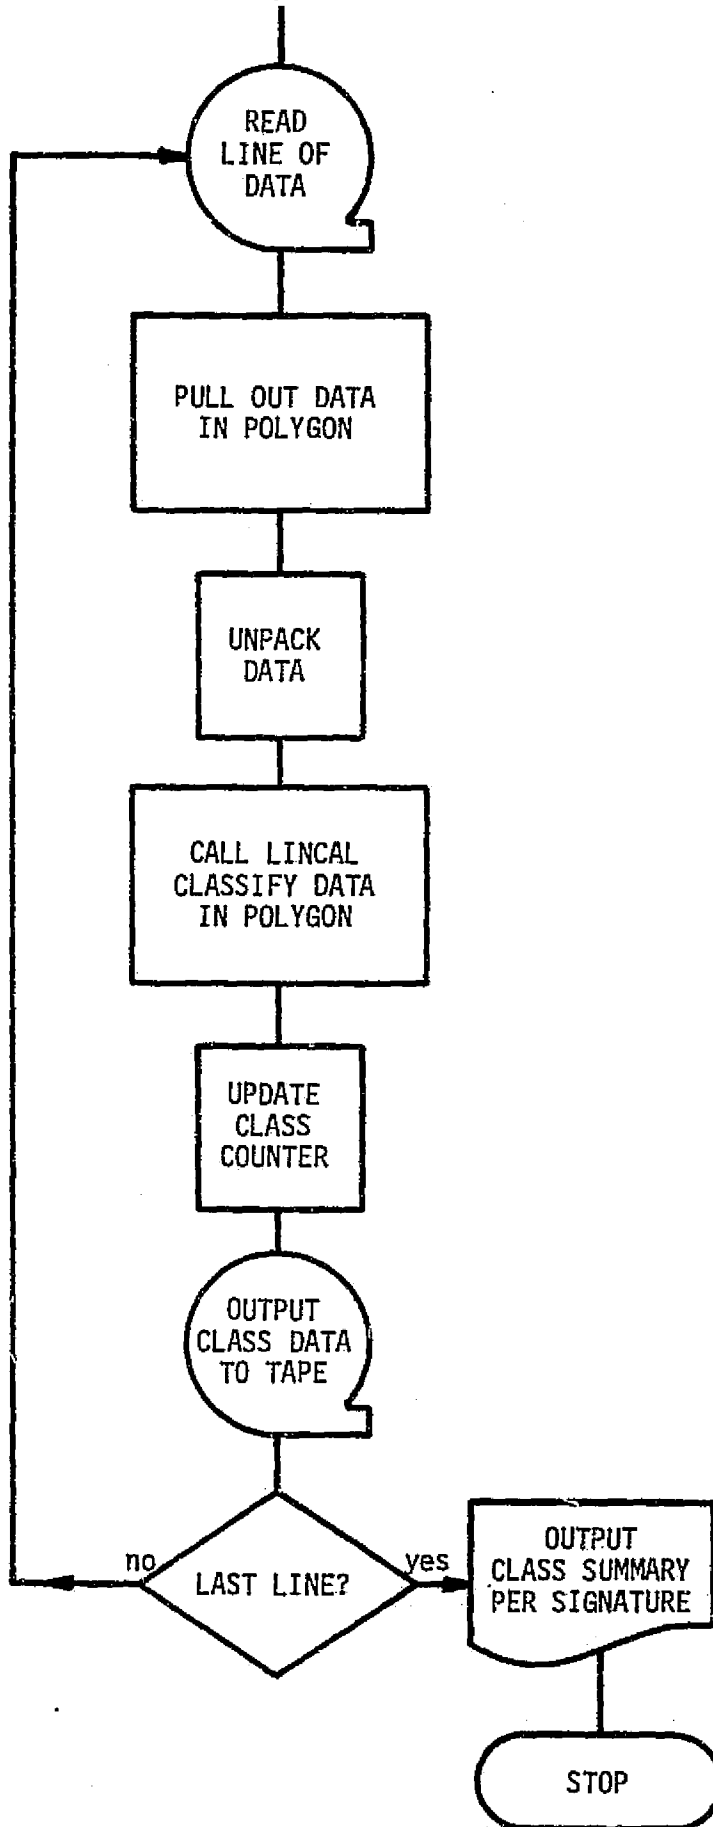 READ
LINE OF
DATA
PULL OUT DATA
IN POLYGON
UNPACK
DATA
CALL LINCAL
CLASSIFY DATA
IN POLYGON
UPDATE
CLASS
COUNTER
OUTPUT
CLASS DATA
TO TAPE
no
LAST LINE?
yes
OUTPUT
CLASS SUMMARY
PER SIGNATURE
STOP